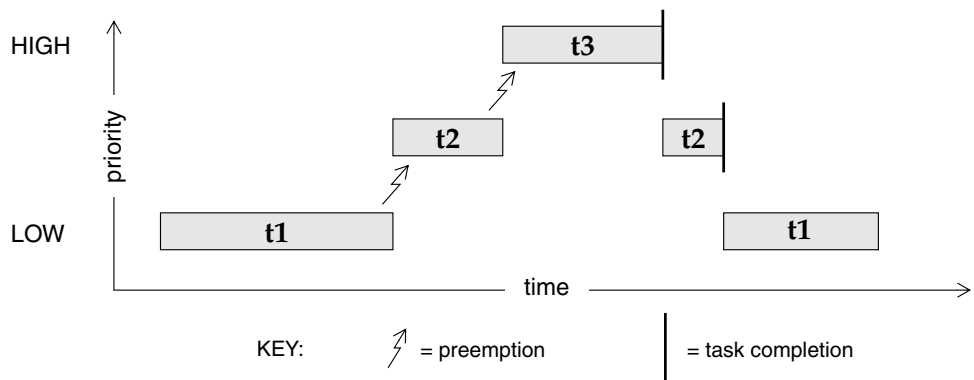 HIGH
t3
priority
t2
t2
LOW
t1
t1
time
KEY:
= preemption
= task completion